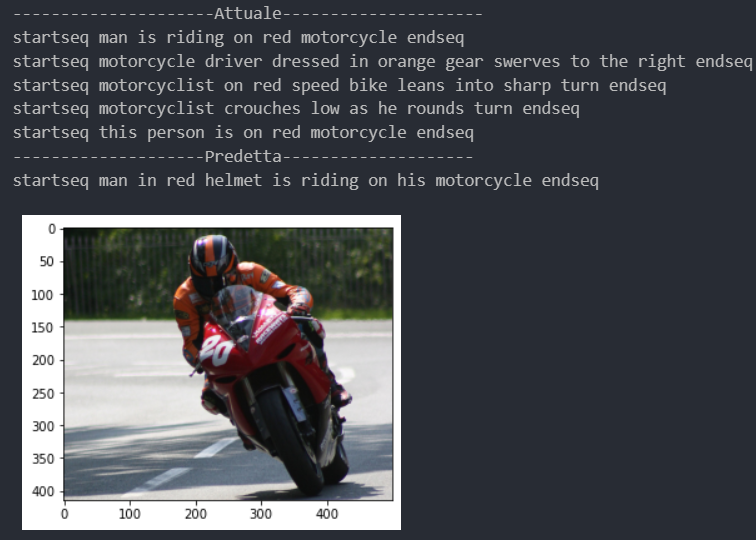 ---------------------Attuale---------------------
startseq man is riding on red motorcycle endseq
startseq motorcycle driver dressed in orange gear swerves to the right endseq
startseq motorcyclist on red speed bike leans into sharp turn endseq
startseq motorcyclist crouches low as he rounds turn endseq
startseq this person is on red motorcycle endseq
--------------------Predetta--------------------
startseq man in red helmet is riding on his motorcycle endseq
0
50
100
150
200
250
300
350
400
20
0 100 200 300 400